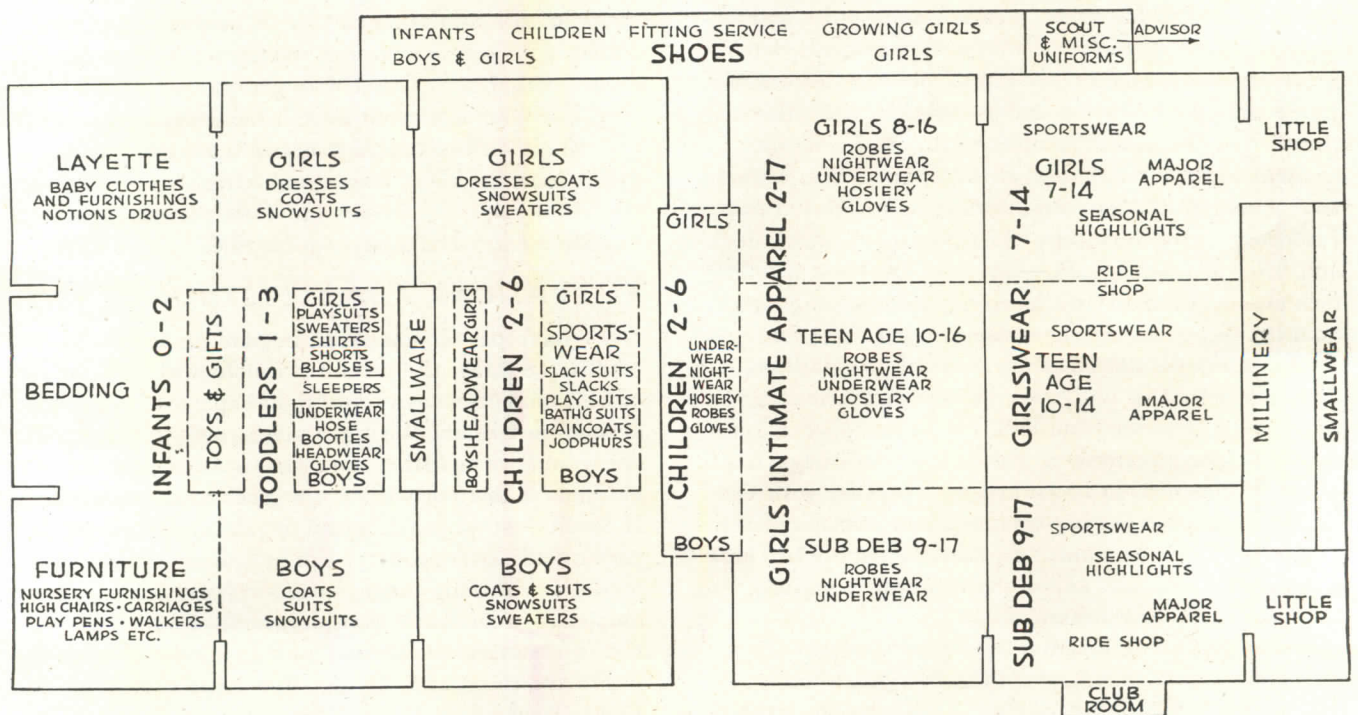 INFANTS CHILDREN FITTING SERVICE GROWING GIRLS
BOYS & GIRLS SHOES GIRLS
SCOUT
& MISC.
UNIFORMS
ADVISOR
LAYETTE
BABY CLOTHES
AND FURNISHINGS
NOTIONS DRUGS
BEDDING
INFANTS 0-2
FURNITURE
NURSERY FURNISHINGS
HIGH CHAIRS · CARRIAGES
PLAY PENS · WALKERS
LAMPS ETC.
TOYS & GIFTS
GIRLS
DRESSES
COATS
SNOWSUITS
TODDLERS 1-3
GIRLS
PLAYSUITS
SWEATERS
SHIRTS
SHORTS
BLOUSES
SLEEPERS
UNDERWEAR
HOSE
BOOTIES
HEADWEAR
GLOVES
BOYS
BOYS
COATS
SUITS
SNOWSUITS
SMALLWARE
GIRLS
DRESSES COATS
SNOWSUITS
SWEATERS
BOYS HEADWEAR GIRLS
CHILDREN 2-6
GIRLS
SPORTS-
WEAR
SLACK SUITS
SLACKS
PLAY SUITS
BATH'G SUITS
RAINCOATS
JODPHURS
BOYS
BOYS
COATS & SUITS
SNOWSUITS
SWEATERS
CHILDREN 2-6
GIRLS
UNDER-
WEAR
NIGHT-
WEAR
HOSIERY
ROBES
GLOVES
BOYS
GIRLS INTIMATE APPAREL 2-17
GIRLS 8-16
ROBES
NIGHTWEAR
UNDERWEAR
HOSIERY
GLOVES
TEEN AGE 10-16
ROBES
NIGHTWEAR
UNDERWEAR
HOSIERY
GLOVES
SUB DEB 9-17
ROBES
NIGHTWEAR
UNDERWEAR
GIRLSWEAR 7-14
SPORTSWEAR
GIRLS
7-14
MAJOR
APPAREL
SEASONAL
HIGHLIGHTS
RIDE
SHOP
SPORTSWEAR
TEEN
AGE
10-14
MAJOR
APPAREL
SUB DEB 9-17
SPORTSWEAR
SEASONAL
HIGHLIGHTS
MAJOR
APPAREL
RIDE SHOP
CLUB
ROOM
LITTLE
SHOP
MILLINERY
SMALLWEAR
LITTLE
SHOP